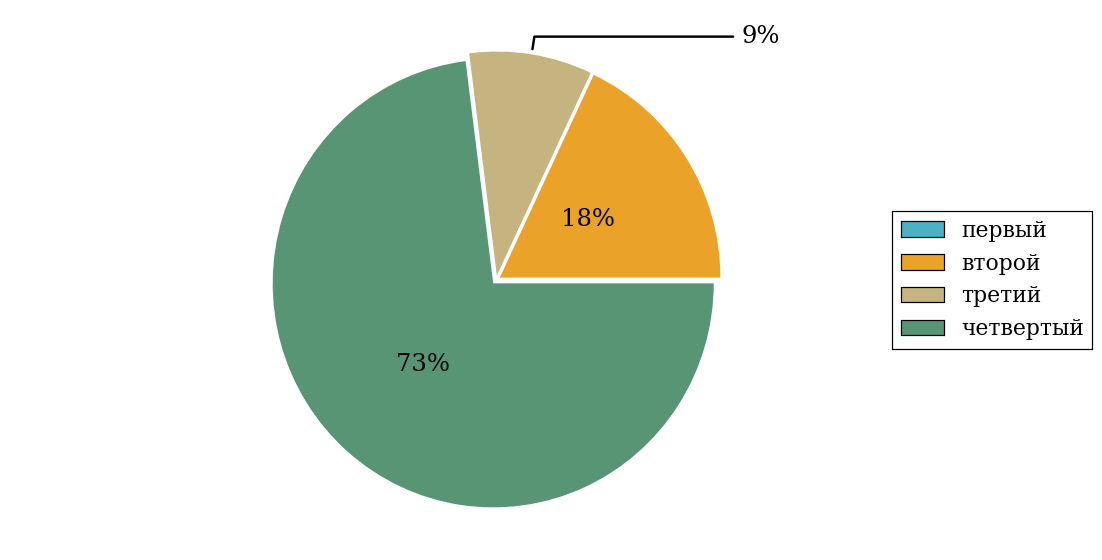 9%
18%
73%
первый
второй
третий
четвертый